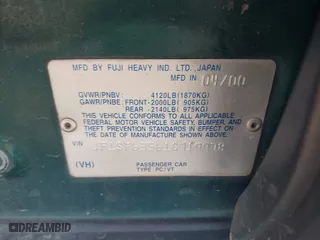 MFD BY FUJI HEAVY IND. LTD., JAPAN
MFD IN 04/00
GVWR/PNBV: 4120LB(1870KG)
GAWR/PNBE: FRONT-2000LB( 905KG)
REAR -2140LB( 975KG)
THIS VEHICLE CONFORMS TO ALL APPLICABLE
FEDERAL MOTOR VEHICLE SAFETY, BUMPER, AND
THEFT PREVENTION STANDARDS IN EFFECT ON THE
DATE OF MANUFACTURE SHOWN ABOVE.
VIN
(VH) PASSENGER CAR
TYPE PC/VT
AUTOBIDCAR